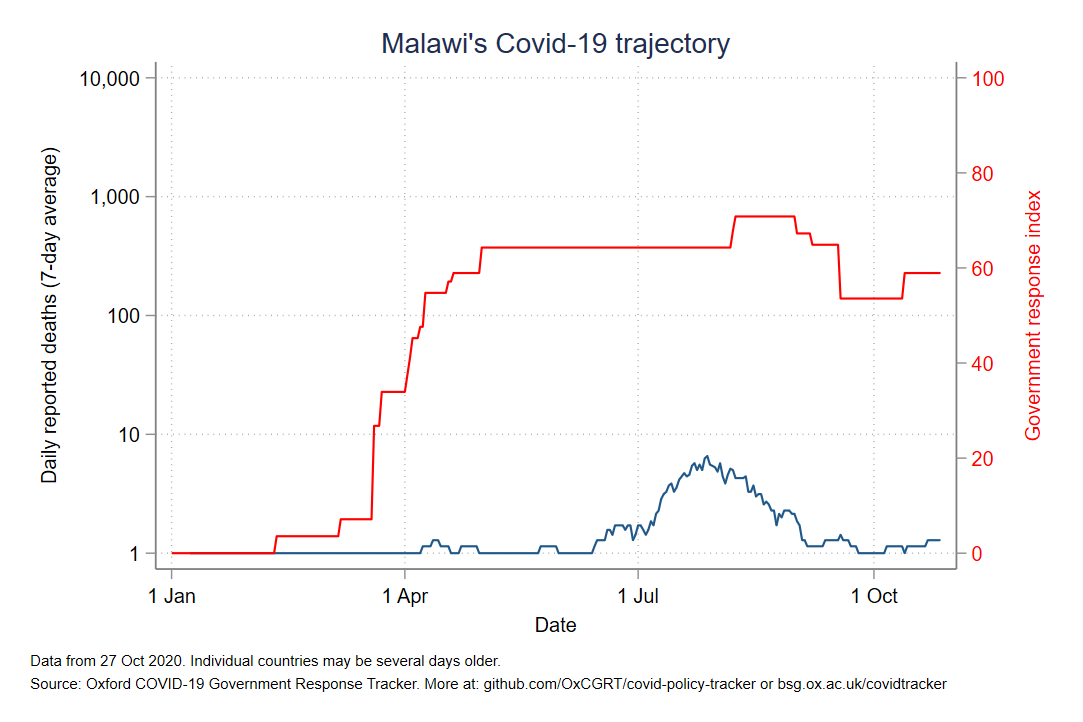 Malawi's Covid-19 trajectory
10,000
1,000
100
10
1
Daily reported deaths (7-day average)
100
80
60
40
20
0
Government response index
1 Jan
1 Apr
1 Jul
1 Oct
Date
Data from 27 Oct 2020. Individual countries may be several days older.
Source: Oxford COVID-19 Government Response Tracker. More at: github.com/OxCGRT/covid-policy-tracker or bsg.ox.ac.uk/covidtracker